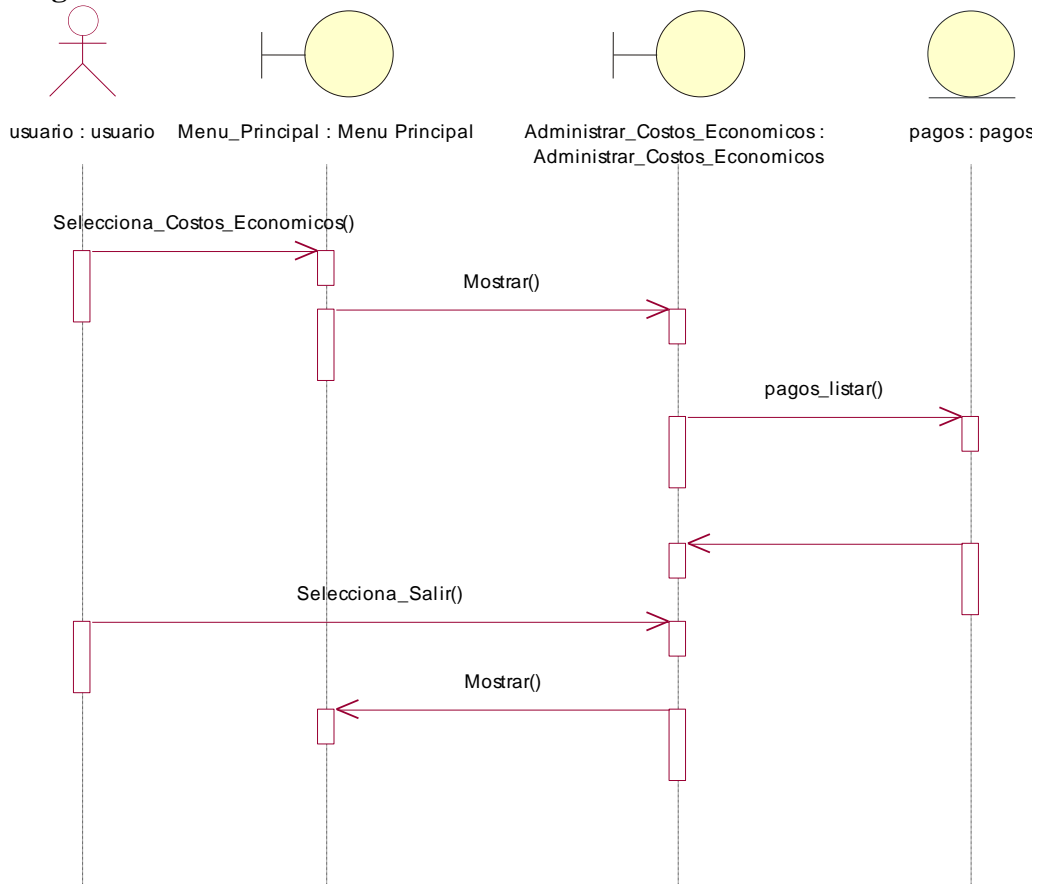 usuario : usuario
Menu_Principal : Menu Principal
Administrar_Costos_Economicos :
Administrar_Costos_Economicos
pagos : pagos
Selecciona_Costos_Economicos()
Mostrar()
pagos_listar()
Selecciona_Salir()
Mostrar()